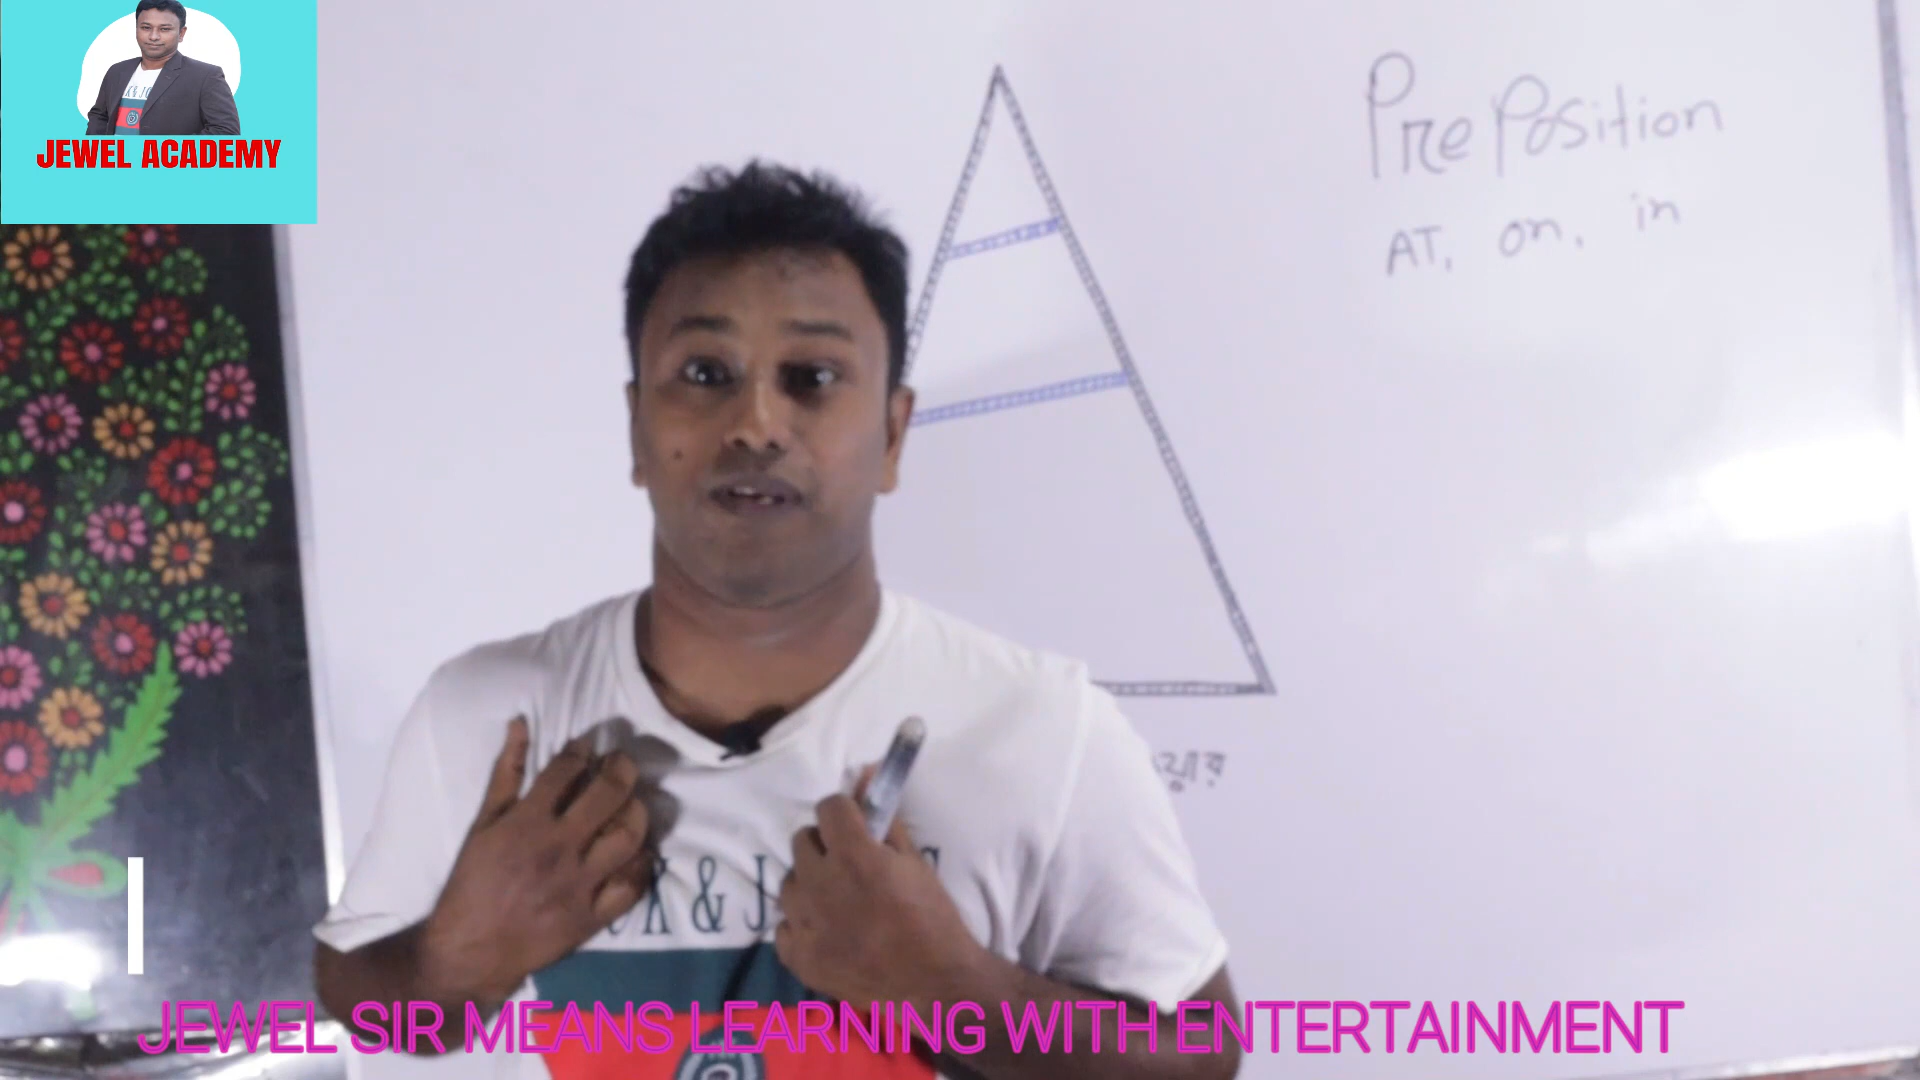 JEWEL ACADEMY
PrePosition
AT, on, in
K & J
JEWEL SIR MEANS LEARNING WITH ENTERTAINMENT